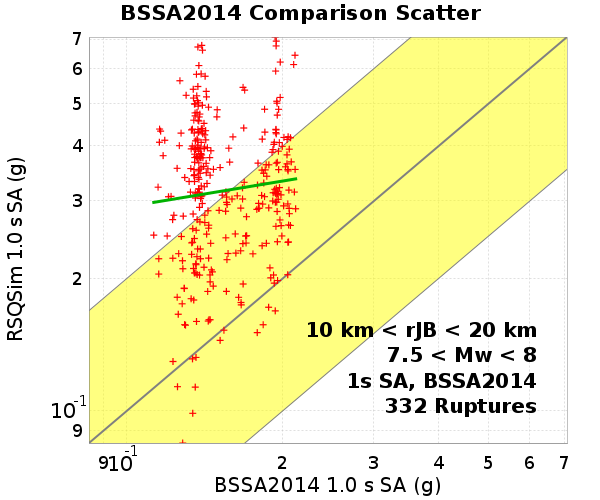 BSSA2014 Comparison Scatter
RSQSim 1.0 s SA (g)
7
6
5
4
3
2
10-1
9
10 km < rJB < 20 km
7.5 < Mw < 8
1s SA, BSSA2014
332 Ruptures
9 10-1 2 3 4 5 6 7
BSSA2014 1.0 s SA (g)